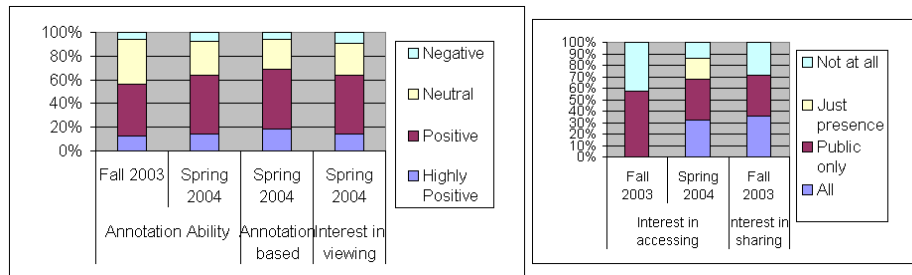 100%
80%
60%
40%
20%
0%
Fall 2003
Spring
2004
Spring
2004
Spring
2004
Annotation Ability
Annotation
based
Interest in
viewing
Negative
Neutral
Positive
Highly
Positive
100%
90%
80%
70%
60%
50%
40%
30%
20%
10%
0%
Fall
2003
Spring
2004
Fall
2003
Interest in
accessing
nterest in
sharing
Not at all
Just
presence
Public
only
All